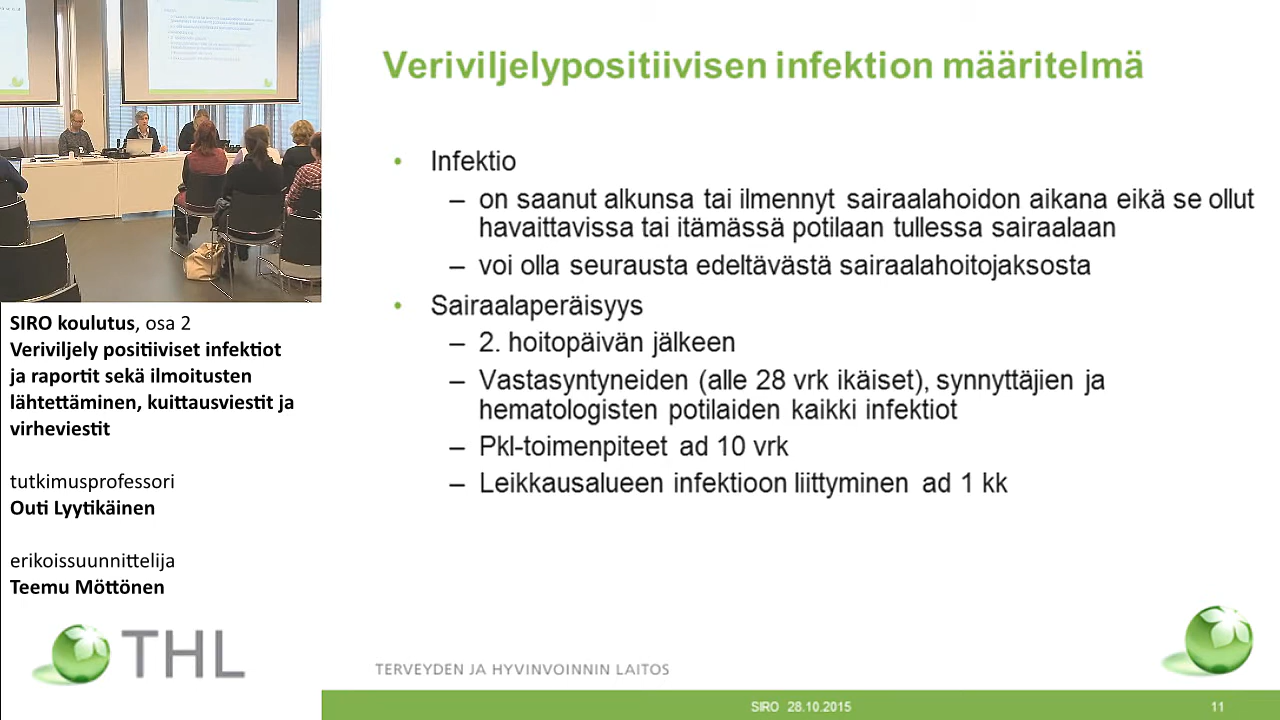 Veriviljelypositiivisen infektion määritelmä
• Infektio
– on saanut alkunsa tai ilmennyt sairaalahoidon aikana eikä se ollut
havaittavissa tai itämässä potilaan tullessa sairaalaan
– voi olla seurausta edeltävästä sairaalahoitojaksosta
• Sairaalaperäisyys
– 2. hoitopäivän jälkeen
– Vastasyntyneiden (alle 28 vrk ikäiset), synnyttäjien ja
hematologisten potilaiden kaikki infektiot
– Pkl-toimenpiteet ad 10 vrk
– Leikkausalueen infektioon liittyminen ad 1 kk
SIRO koulutus, osa 2
Veriviljely positiiviset infektiot
ja raportit sekä ilmoitusten
lähtettäminen, kuittausviestit ja
virheviestit
tutkimusprofessori
Outi Lyytikäinen
erikoissuunnittelija
Teemu Möttönen
THL
TERVEYDEN JA HYVINVOINNIN LAITOS
SIRO 28.10.2015
11